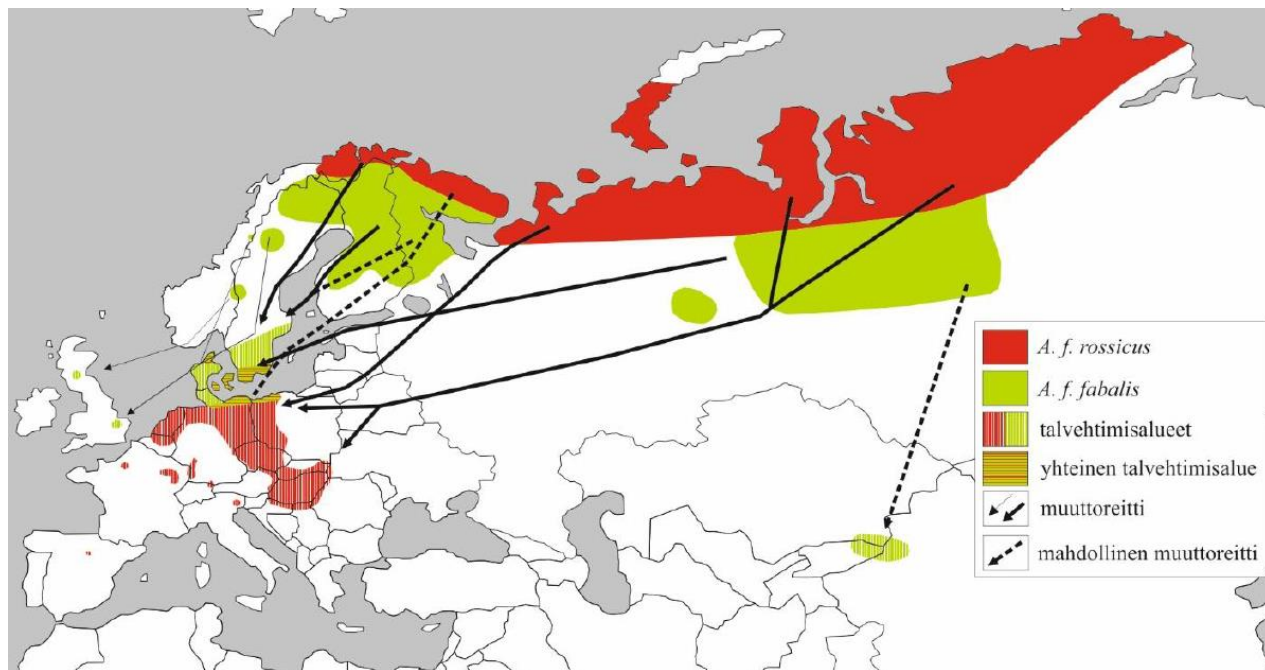 A. f. rossicus
A. f. fabalis
talvehtimisalueet
yhteinen talvehtimisalue
muuttoreitti
mahdollinen muuttoreitti